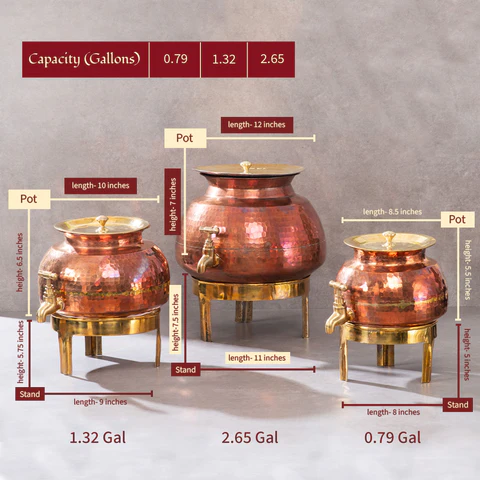 Capacity (Gallons) 0.79 1.32 2.65
length- 12 inches
Pot
height- 7 inches
length- 10 inches
Pot
height- 6.5 inches
length- 8.5 inches
Pot
height- 5.5 inches
height-7.5 inches
length- 11 inches
Stand
height- 5.75 inches
Stand
length- 9 inches
height- 5 inches
Stand
length- 8 inches
1.32 Gal
2.65 Gal
0.79 Gal